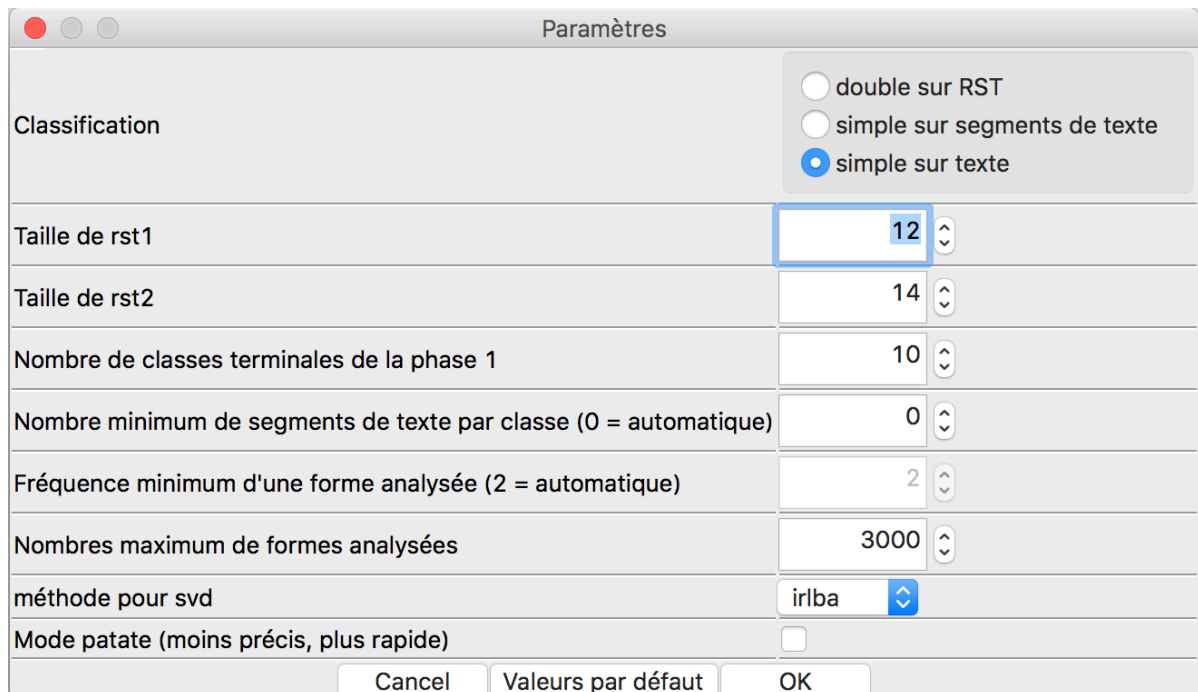 Paramètres
Classification
double sur RST
simple sur segments de texte
simple sur texte
Taille de rst1 12
Taille de rst2 14
Nombre de classes terminales de la phase 1 10
Nombre minimum de segments de texte par classe (0 = automatique) 0
Fréquence minimum d'une forme analysée (2 = automatique) 2
Nombres maximum de formes analysées 3000
méthode pour svd irlba
Mode patate (moins précis, plus rapide)
Cancel Valeurs par défaut OK